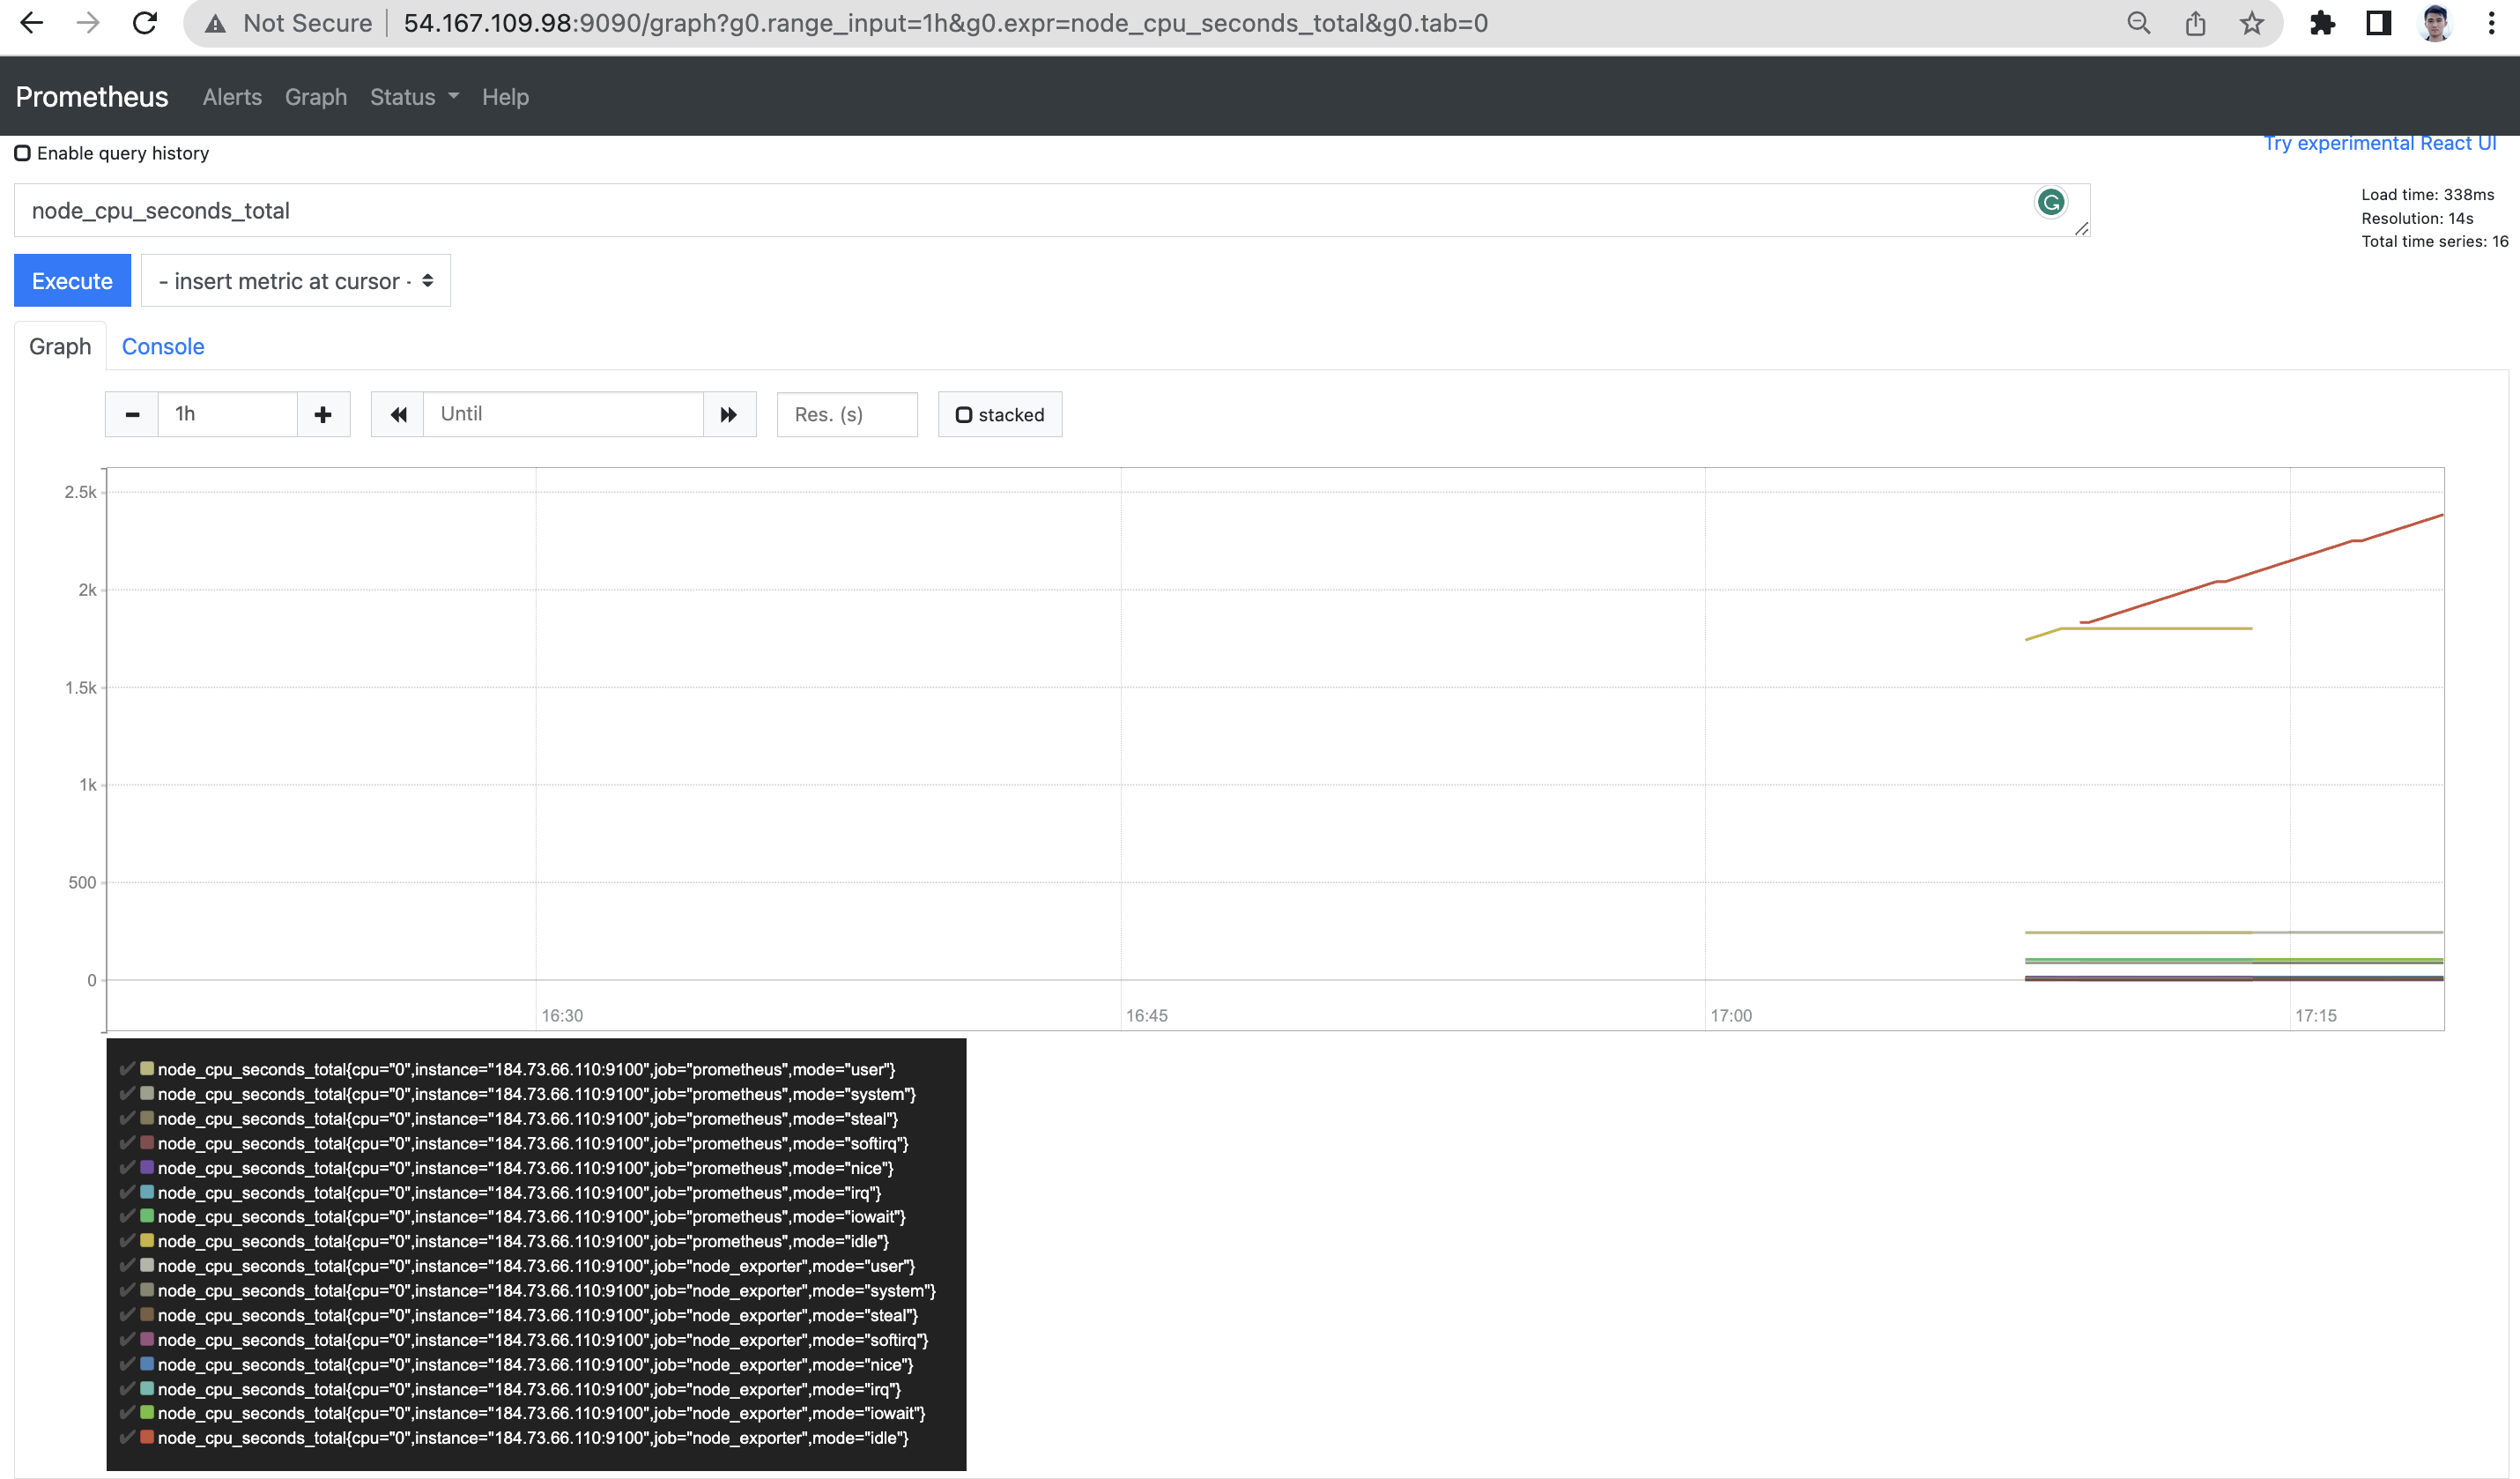 Not Secure 54.167.109.98:9090/graph?g0.range_input=1h&g0.expr=node_cpu_seconds_total&g0.tab=0
Prometheus Alerts Graph Status Help
Try experimental React UI
Enable query history
node_cpu_seconds_total
Load time: 338ms
Resolution: 14s
Total time series: 16
Execute - insert metric at cursor -
Graph Console
1h Until Res. (s) stacked
2.5k
2k
1.5k
1k
500
0
16:30 16:45 17:00 17:15
node_cpu_seconds_total{cpu="0",instance="184.73.66.110:9100",job="prometheus",mode="user"}
node_cpu_seconds_total{cpu="0",instance="184.73.66.110:9100",job="prometheus",mode="system"}
node_cpu_seconds_total{cpu="0",instance="184.73.66.110:9100",job="prometheus",mode="steal"}
node_cpu_seconds_total{cpu="0",instance="184.73.66.110:9100",job="prometheus",mode="softirq"}
node_cpu_seconds_total{cpu="0",instance="184.73.66.110:9100",job="prometheus",mode="nice"}
node_cpu_seconds_total{cpu="0",instance="184.73.66.110:9100",job="prometheus",mode="irq"}
node_cpu_seconds_total{cpu="0",instance="184.73.66.110:9100",job="prometheus",mode="iowait"}
node_cpu_seconds_total{cpu="0",instance="184.73.66.110:9100",job="prometheus",mode="idle"}
node_cpu_seconds_total{cpu="0",instance="184.73.66.110:9100",job="node_exporter",mode="user"}
node_cpu_seconds_total{cpu="0",instance="184.73.66.110:9100",job="node_exporter",mode="system"}
node_cpu_seconds_total{cpu="0",instance="184.73.66.110:9100",job="node_exporter",mode="steal"}
node_cpu_seconds_total{cpu="0",instance="184.73.66.110:9100",job="node_exporter",mode="softirq"}
node_cpu_seconds_total{cpu="0",instance="184.73.66.110:9100",job="node_exporter",mode="nice"}
node_cpu_seconds_total{cpu="0",instance="184.73.66.110:9100",job="node_exporter",mode="irq"}
node_cpu_seconds_total{cpu="0",instance="184.73.66.110:9100",job="node_exporter",mode="iowait"}
node_cpu_seconds_total{cpu="0",instance="184.73.66.110:9100",job="node_exporter",mode="idle"}